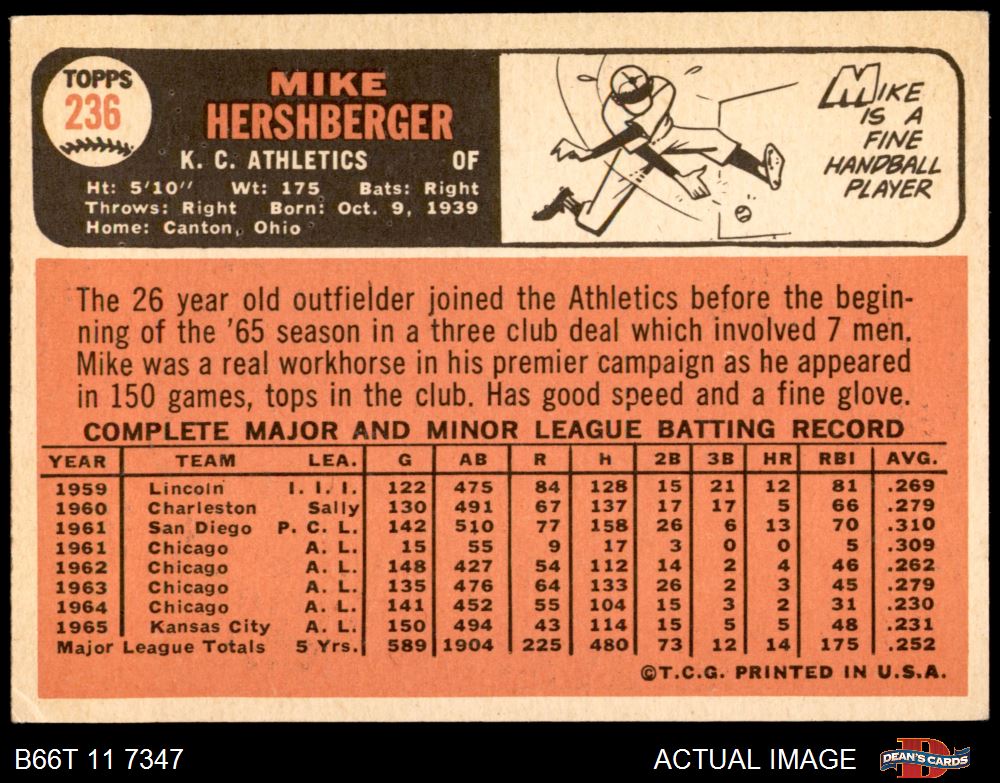 TOPPS
236
MIKE
HERSHBERGER
K. C. ATHLETICS OF
Ht: 5'10" Wt: 175 Bats: Right
Throws: Right Born: Oct. 9, 1939
Home: Canton, Ohio
MIKE
IS A
FINE
HANDBALL
PLAYER
The 26 year old outfielder joined the Athletics before the begin-
ning of the '65 season in a three club deal which involved 7 men.
Mike was a real workhorse in his premier campaign as he appeared
in 150 games, tops in the club. Has good speed and a fine glove.
COMPLETE MAJOR AND MINOR LEAGUE BATTING RECORD
YEAR TEAM LEA. G AB R H 2B 3B HR RBI AVG.
1959 Lincoln I. I. I. 122 475 84 128 15 21 12 81 .269
1960 Charleston Sally 130 491 67 137 17 17 5 66 .279
1961 San Diego P. C. L. 142 510 77 158 26 6 13 70 .310
1961 Chicago A. L. 15 55 9 17 3 0 0 5 .309
1962 Chicago A. L. 148 427 54 112 14 2 4 46 .262
1963 Chicago A. L. 135 476 64 133 26 2 3 45 .279
1964 Chicago A. L. 141 452 55 104 15 3 2 31 .230
1965 Kansas City A. L. 150 494 43 114 15 5 5 48 .231
Major League Totals 5 Yrs. 589 1904 225 480 73 12 14 175 .252
©T.C.G. PRINTED IN U.S.A.
B66T 11 7347 ACTUAL IMAGE DEAN'S CARDS